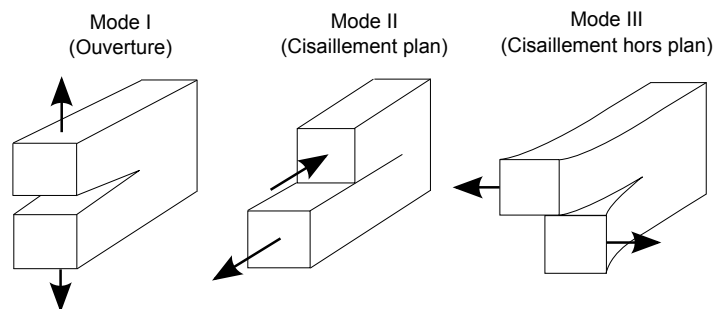 Mode I
(Ouverture)
Mode II
(Cisaillement plan)
Mode III
(Cisaillement hors plan)